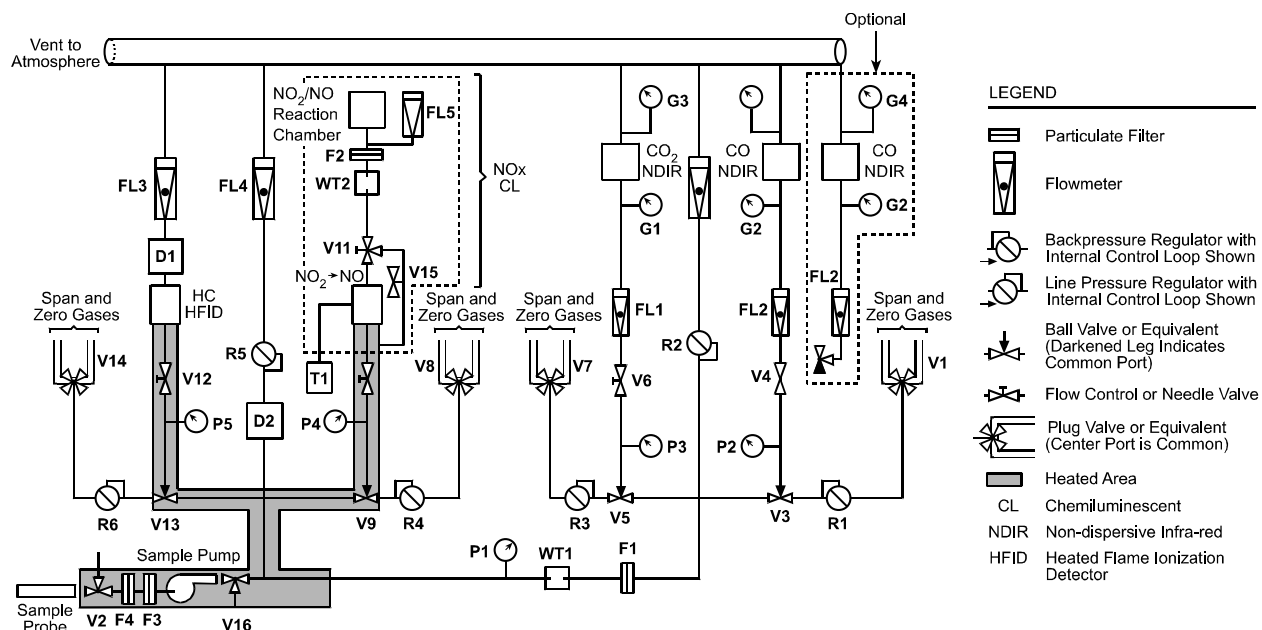 Optional
Vent to
Atmosphere
NO2/NO
Reaction
Chamber
FL5
G3
G4
F2
CO2
NDIR
CO
NDIR
CO
NDIR
NOx
CL
FL3
FL4
WT2
G1
G2
G2
D1
V11
NO2→NO
V15
HC
HFID
FL2
Span and
Zero Gases
Span and
Zero Gases
Span and
Zero Gases
Span and
Zero Gases
FL1
FL2
R5
R2
V14
V12
T1
V8
V7
V6
V4
V1
P5
D2
P4
P3
P2
R6
V13
V9
R4
R3
V5
V3
R1
Sample Pump
P1
WT1
F1
Sample
Probe
V2
F4
F3
V16
LEGEND
Particulate Filter
Flowmeter
Backpressure Regulator with
Internal Control Loop Shown
Line Pressure Regulator with
Internal Control Loop Shown
Ball Valve or Equivalent
(Darkened Leg Indicates
Common Port)
Flow Control or Needle Valve
Plug Valve or Equivalent
(Center Port is Common)
Heated Area
CL Chemiluminescent
NDIR Non-dispersive Infra-red
HFID Heated Flame Ionization
Detector